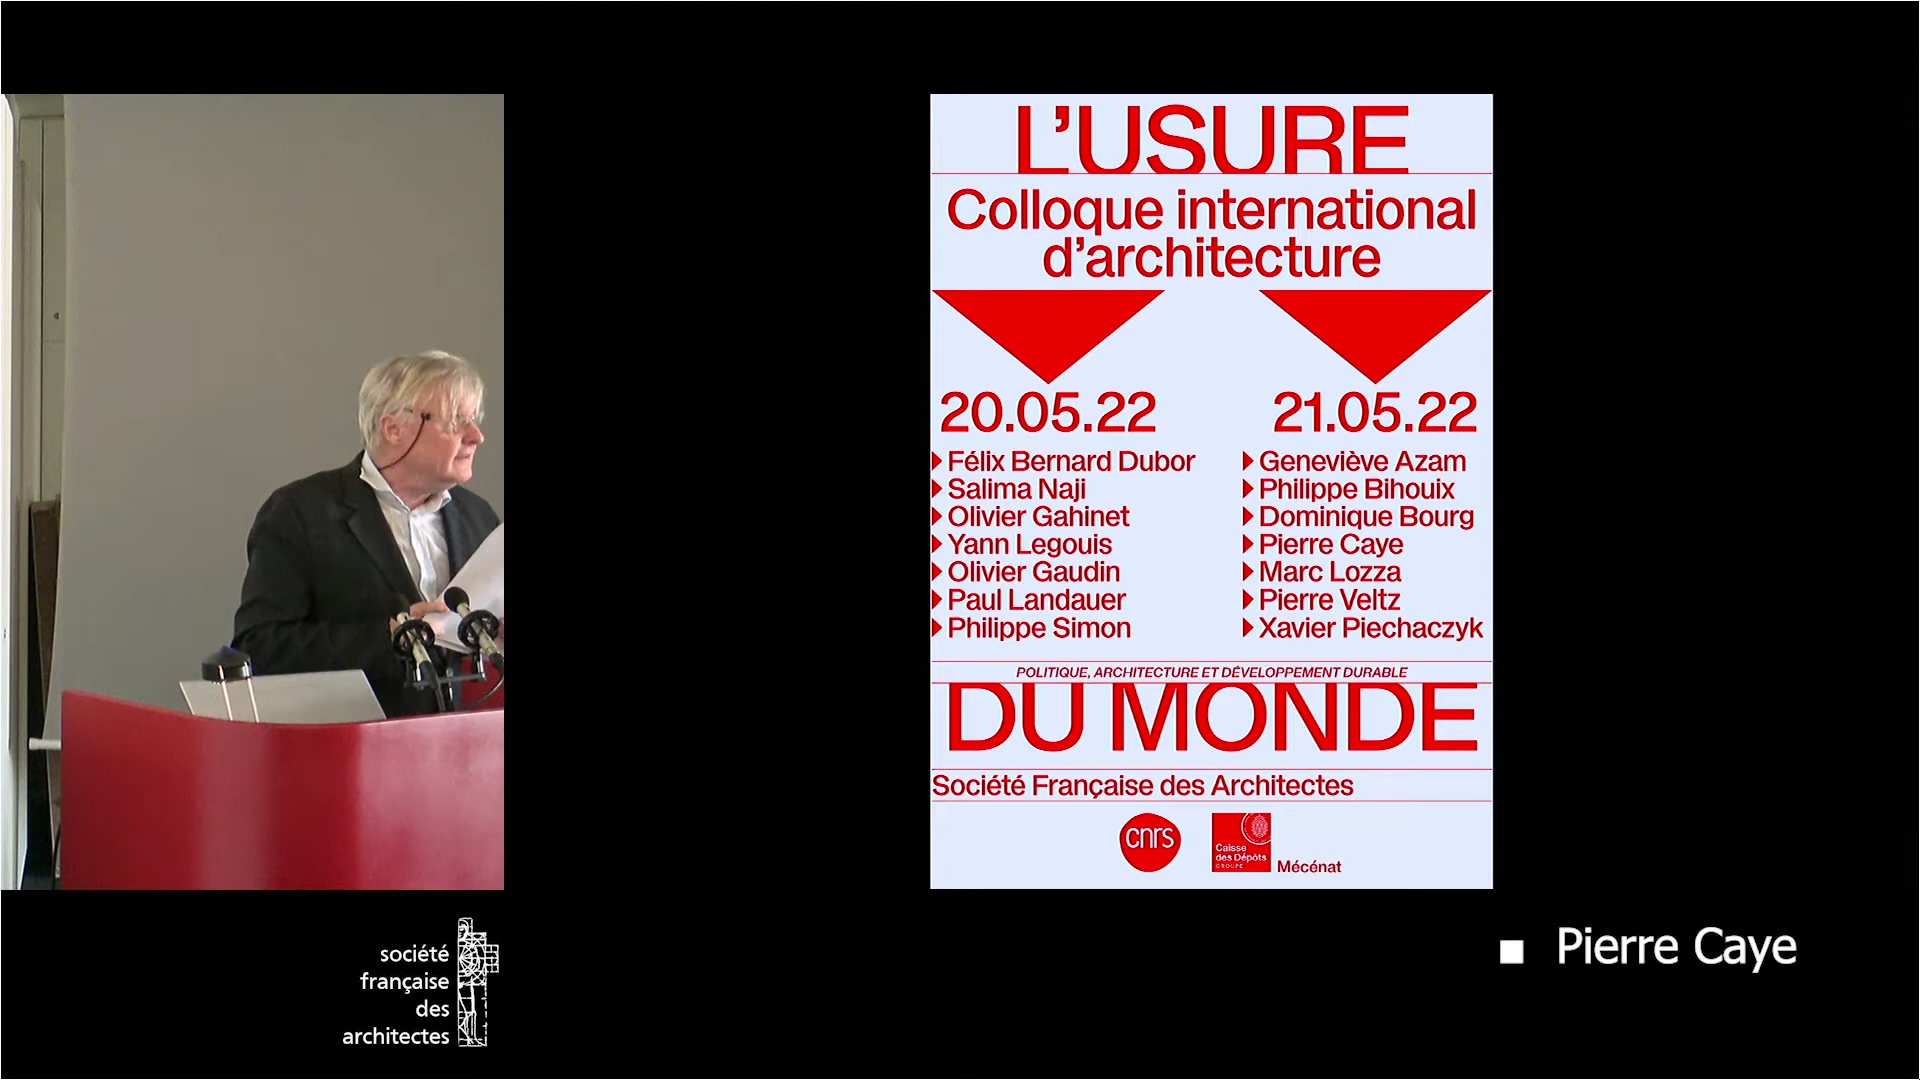 L'USURE
Colloque international
d'architecture
20.05.22
Félix Bernard Dubor
Salima Naji
Olivier Gahinet
Yann Legouis
Olivier Gaudin
Paul Landauer
Philippe Simon
21.05.22
Geneviève Azam
Philippe Bihouix
Dominique Bourg
Pierre Caye
Marc Lozza
Pierre Veltz
Xavier Piechaczyk
POLITIQUE, ARCHITECTURE ET DÉVELOPPEMENT DURABLE
DU MONDE
Société Française des Architectes
cnrs
Caisse
des Dépôts
GROUPE
Mécénat
société
française
des
architectes
Pierre Caye